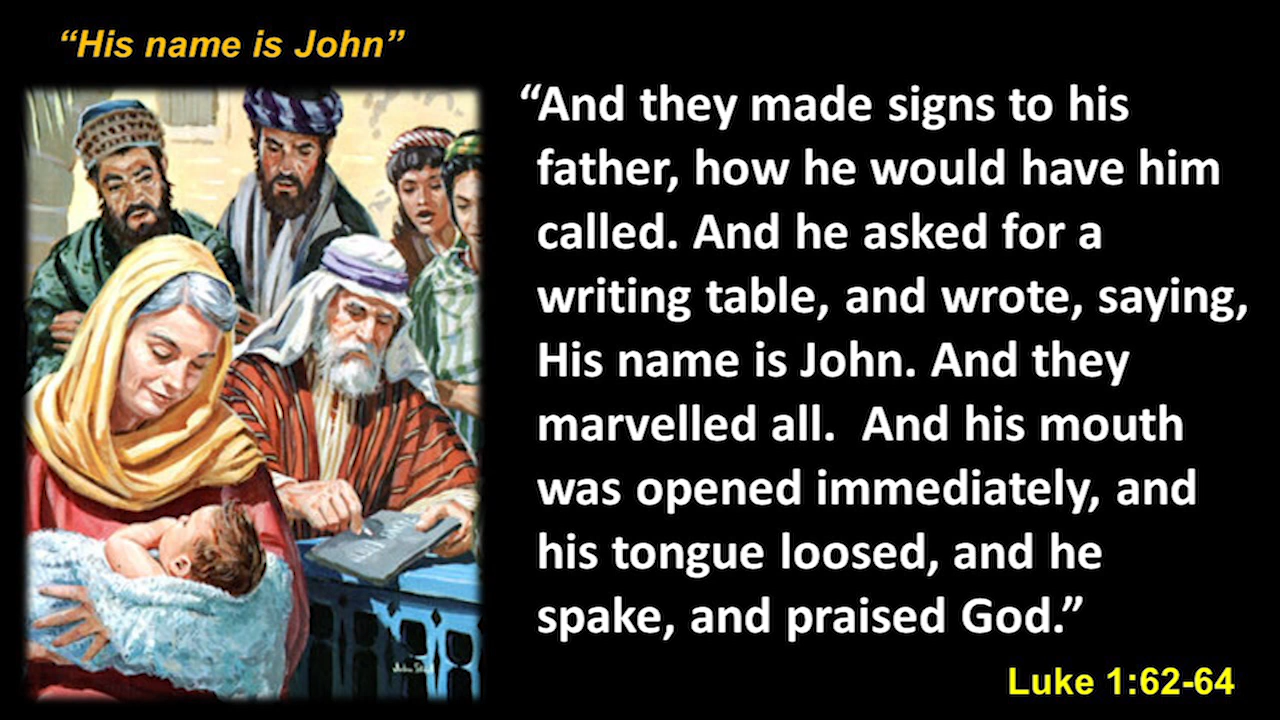 “His name is John”
“And they made signs to his
father, how he would have him
called. And he asked for a
writing table, and wrote, saying,
His name is John. And they
marvelled all.  And his mouth
was opened immediately, and
his tongue loosed, and he
spake, and praised God.”
Luke 1:62-64